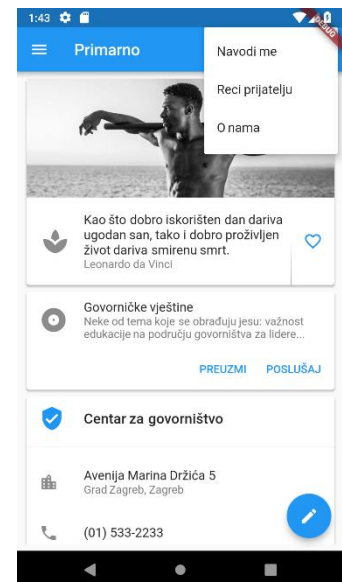 1:43
DEBUG
Primarno
Navodi me
Reci prijatelju
O nama
Kao što dobro iskorišten dan dariva
ugodan san, tako i dobro proživljen
život dariva smirenu smrt.
Leonardo da Vinci
Govorničke vještine
Neke od tema koje se obrađuju jesu: važnost
edukacije na području govorništva za lidere...
PREUZMI POSLUŠAJ
Centar za govorništvo
Avenija Marina Držića 5
Grad Zagreb, Zagreb
(01) 533-2233